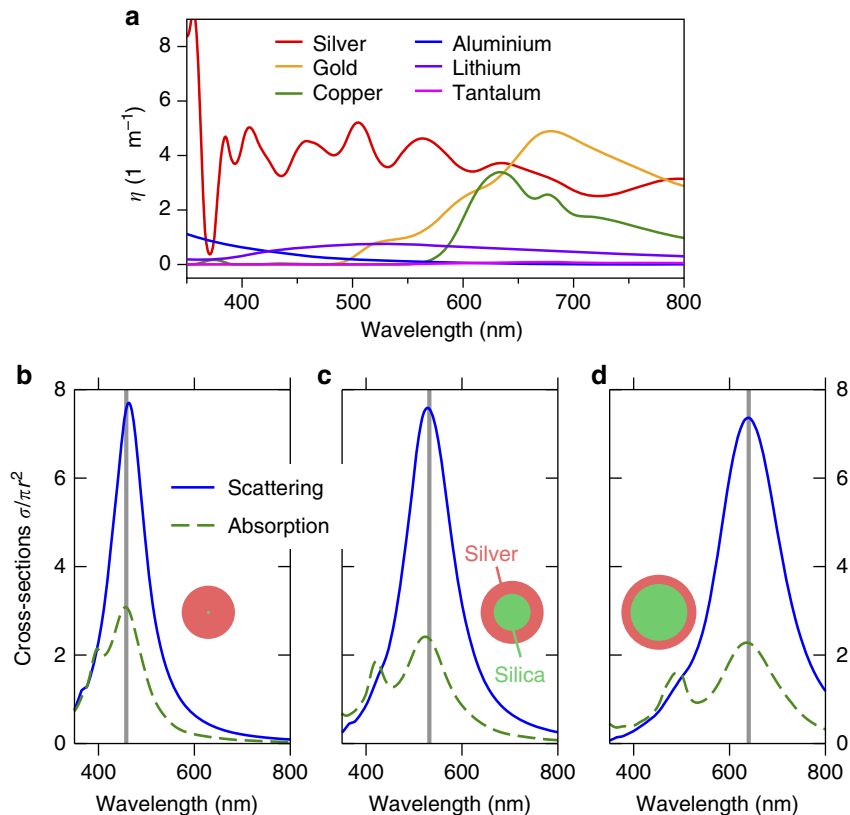 a
Silver
Gold
Copper
Aluminium
Lithium
Tantalum
η (1 m⁻¹)
8
6
4
2
0
400 500 600 700 800
Wavelength (nm)
b c d
8 8
6 6
4 4
2 2
0 0
Scattering
Absorption
Silver
Silica
Cross-sections σ/πr²
400 600 800 400 600 800 400 600 800
Wavelength (nm) Wavelength (nm) Wavelength (nm)